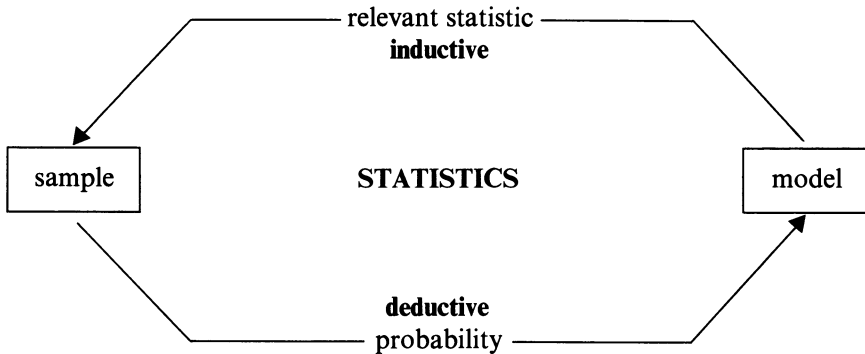 relevant statistic
inductive
sample
STATISTICS
model
deductive
probability